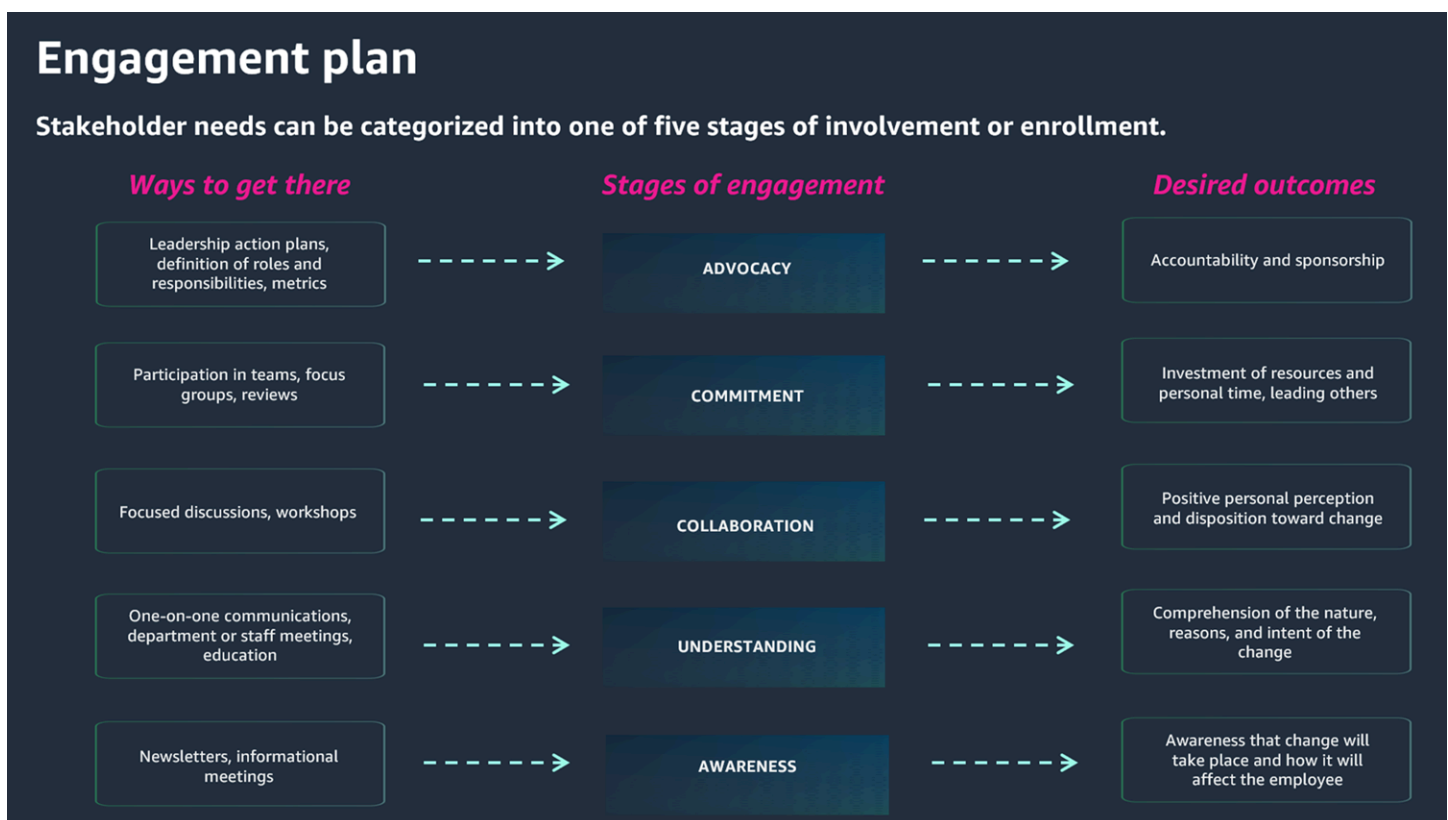 Engagement plan
Stakeholder needs can be categorized into one of five stages of involvement or enrollment.
Ways to get there
Stages of engagement
Desired outcomes
Leadership action plans,
definition of roles and
responsibilities, metrics
ADVOCACY
Accountability and sponsorship
Participation in teams, focus
groups, reviews
COMMITMENT
Investment of resources and
personal time, leading others
Focused discussions, workshops
COLLABORATION
Positive personal perception
and disposition toward change
One-on-one communications,
department or staff meetings,
education
UNDERSTANDING
Comprehension of the nature,
reasons, and intent of the
change
Newsletters, informational
meetings
AWARENESS
Awareness that change will
take place and how it will
affect the employee